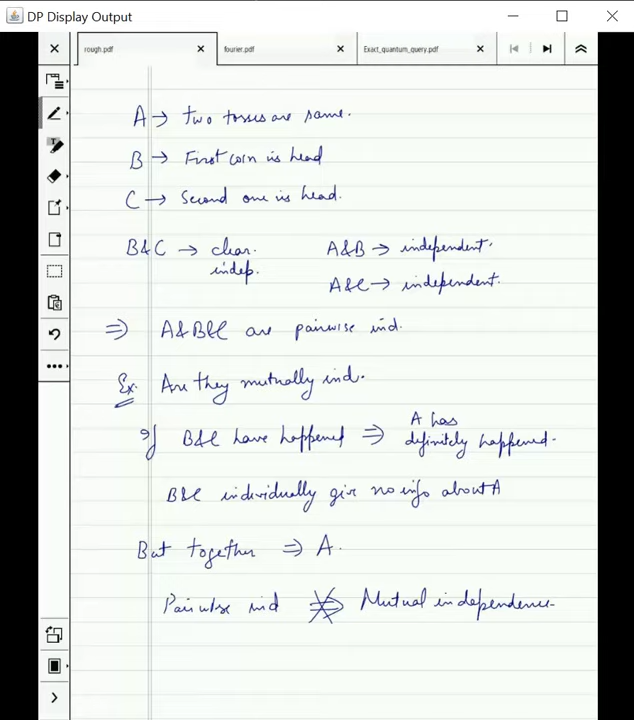 DP Display Output
rough.pdf
fourier.pdf
Exact_quantum_query.pdf
A → two tosses are same.
B → First coin is head
C → Second one is head.
B&C → clear. indep.
A&B → independent.
A&C → independent.
⇒ A&B&C are pairwise ind.
Ex. Are they mutually ind.
If B&C have happened ⇒ A has definitely happened.
B&C individually give no info about A
But together ⇒ A.
Pairwise ind ⇏ Mutual independence